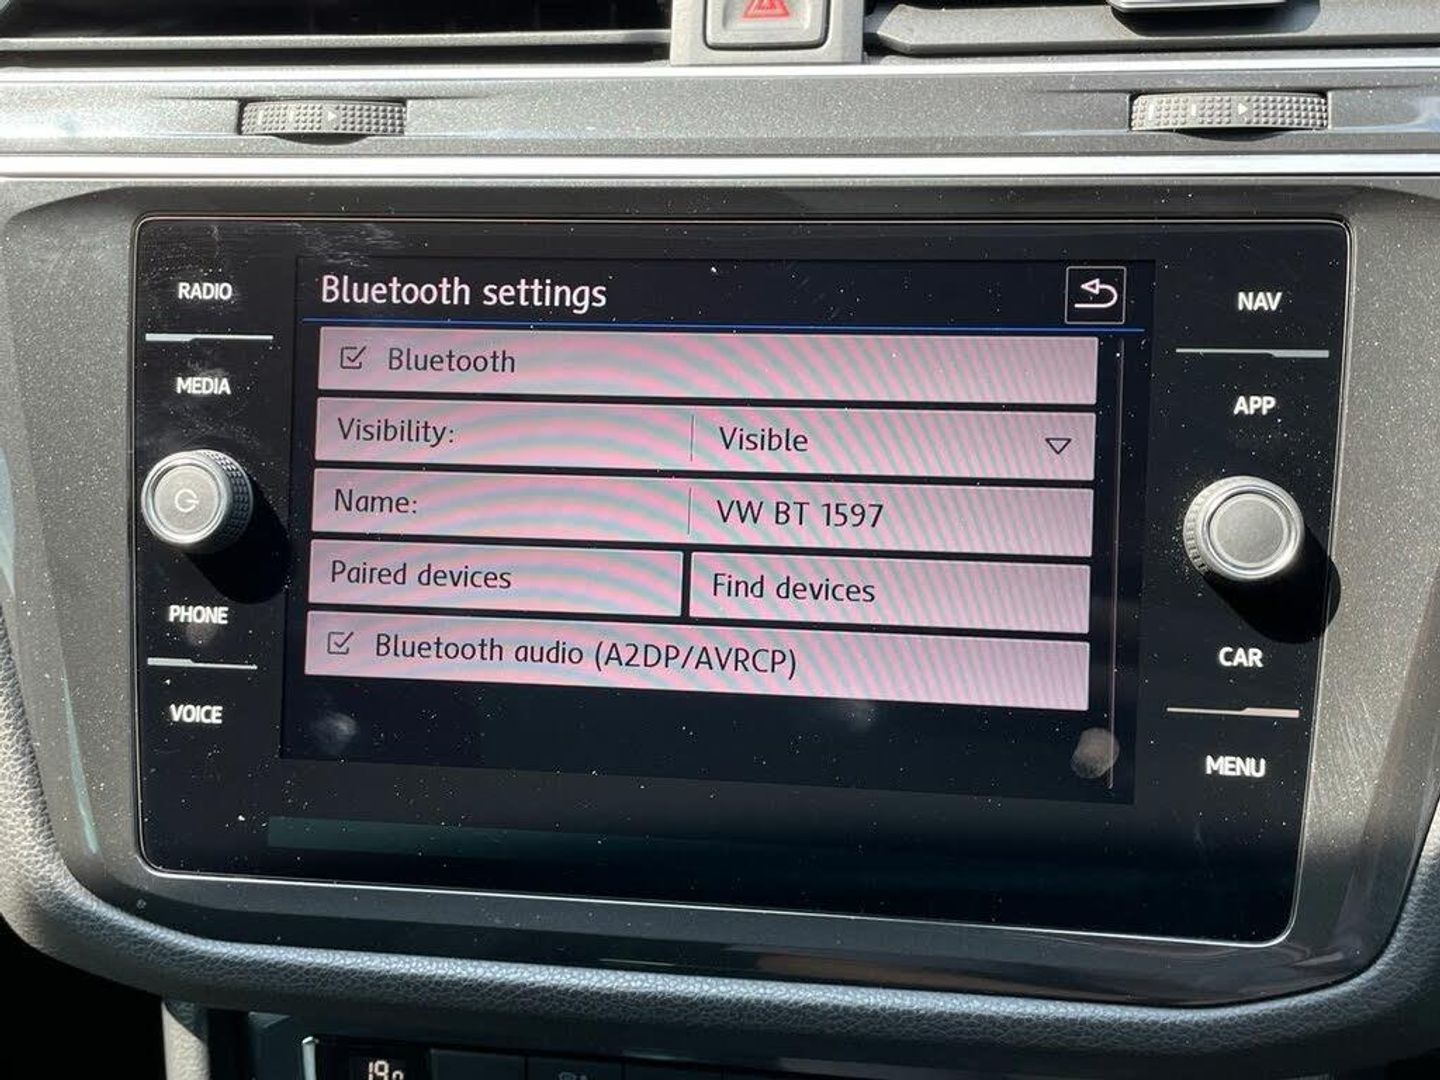 RADIO
MEDIA
PHONE
VOICE
Bluetooth settings
Bluetooth
Visibility: Visible
Name: VW BT 1597
Paired devices Find devices
Bluetooth audio (A2DP/AVRCP)
NAV
APP
CAR
MENU